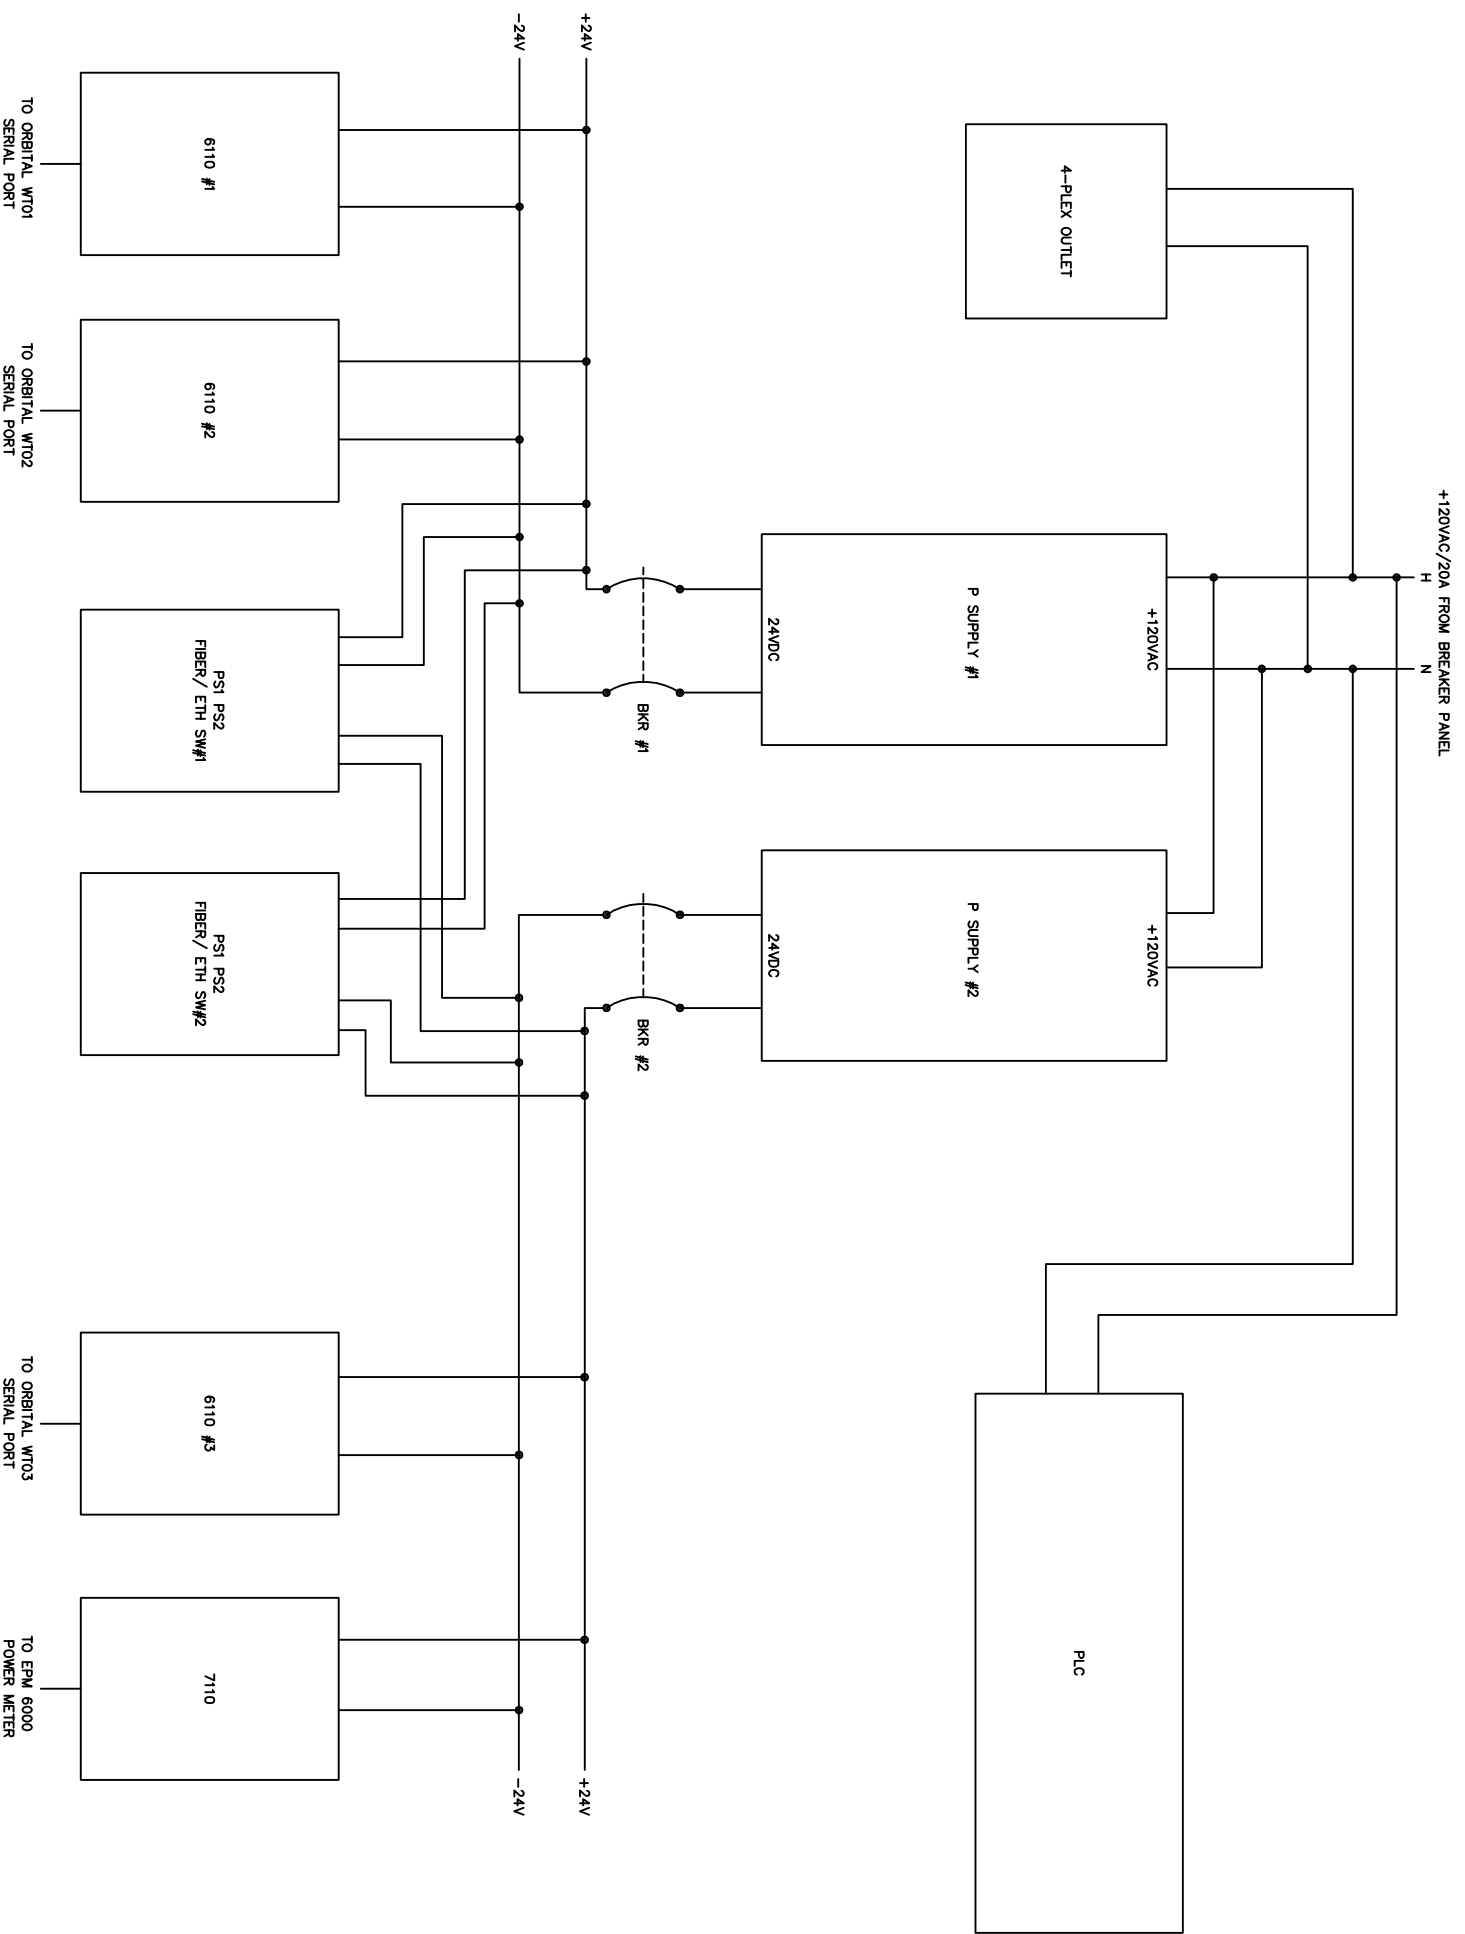 +120VAC/20A FROM BREAKER PANEL
H
N
4-PLEX OUTLET
+120VAC
P SUPPLY #1
24VDC
+120VAC
P SUPPLY #2
24VDC
PLC
BKR #1
BKR #2
+24V
-24V
+24V
-24V
6110 #1
6110 #2
PS1 PS2
FIBER/ ETH SW#1
PS1 PS2
FIBER/ ETH SW#2
6110 #3
7110
TO ORBITAL WT01
SERIAL PORT
TO ORBITAL WT02
SERIAL PORT
TO ORBITAL WT03
SERIAL PORT
TO EPM 6000
POWER METER